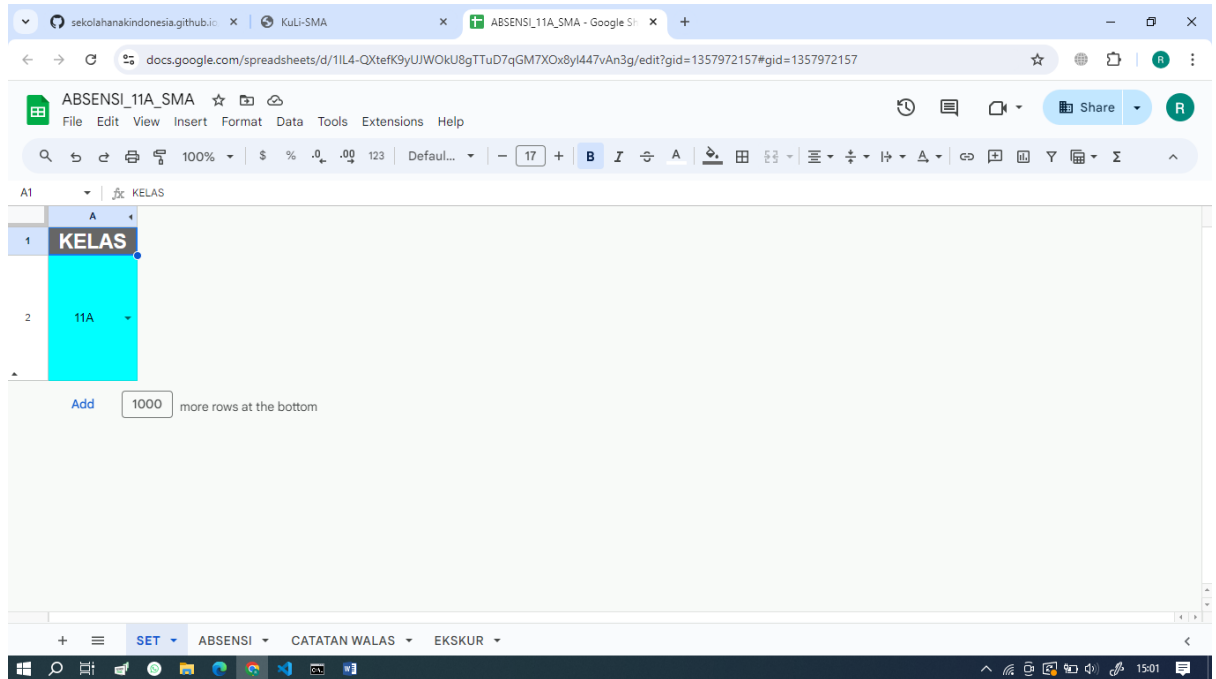 sekolahanakindonesia.github.io
KuLi-SMA
ABSENSI_11A_SMA - Google Sh
docs.google.com/spreadsheets/d/1IL4-QXtefK9yUJWOkU8gTTuD7qGM7XOx8yl447vAn3g/edit?gid=1357972157#gid=1357972157
R
ABSENSI_11A_SMA
File Edit View Insert Format Data Tools Extensions Help
Share
R
100% $ % .0 .00 123 Defaul... 17 B I A
A1 fx KELAS
A
1 KELAS
2 11A
Add 1000 more rows at the bottom
SET ABSENSI CATATAN WALAS EKSKUR
15:01